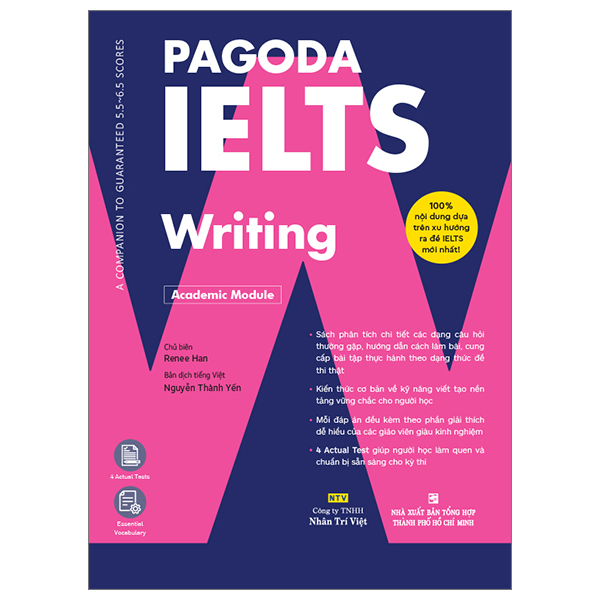 A COMPANION TO GUARANTEED 5.5~6.5 SCORES
PAGODA
IELTS
Writing
100%
nội dung dựa
trên xu hướng
ra đề IELTS
mới nhất!
Academic Module
Chủ biên
Renee Han
Bản dịch tiếng Việt
Nguyễn Thành Yến
• Sách phân tích chi tiết các dạng câu hỏi
thường gặp, hướng dẫn cách làm bài, cung
cấp bài tập thực hành theo dạng thức đề
thi thật
• Kiến thức cơ bản về kỹ năng viết tạo nền
tảng vững chắc cho người học
• Mỗi đáp án đều kèm theo phần giải thích
dễ hiểu của các giáo viên giàu kinh nghiệm
• 4 Actual Test giúp người học làm quen và
chuẩn bị sẵn sàng cho kỳ thi
4 Actual Tests
Essential
Vocabulary
NTV
Công ty TNHH
Nhân Trí Việt
NHÀ XUẤT BẢN TỔNG HỢP
THÀNH PHỐ HỒ CHÍ MINH